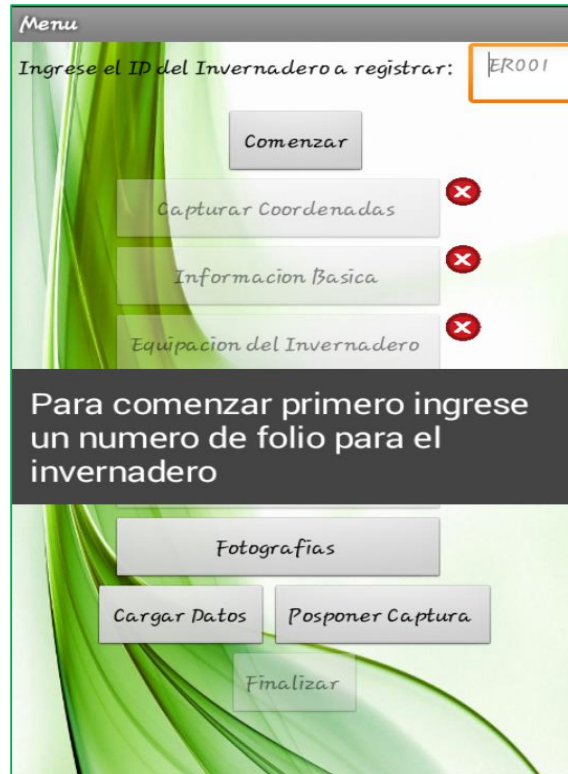 Menu
Ingrese el ID del Invernadero a registrar: ER001
Comenzar
Capturar Coordenadas
Informacion Basica
Equipacion del Invernadero
Para comenzar primero ingrese
un numero de folio para el
invernadero
Fotografías
Cargar Datos Posponer Captura
Finalizar